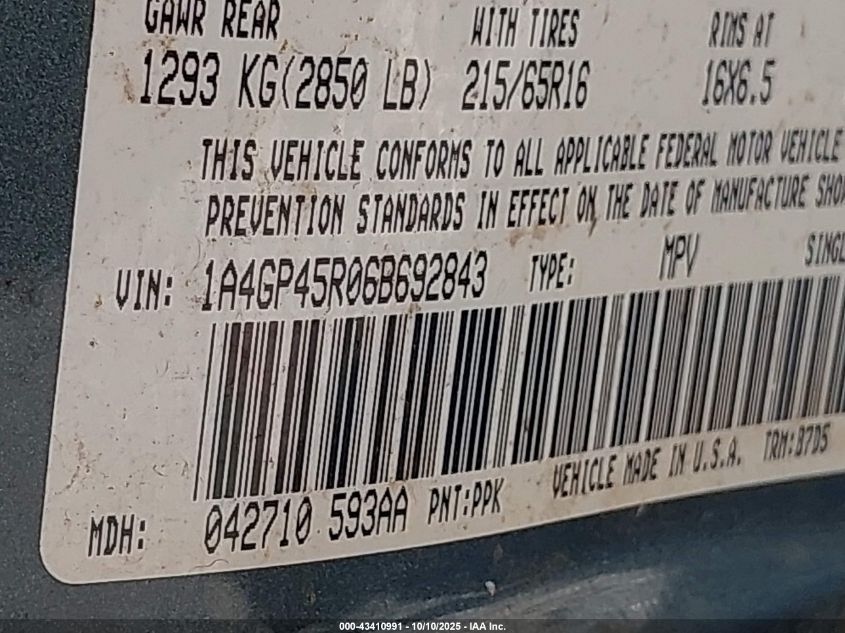 GAWR REAR WITH TIRES RIMS AT
1293 KG(2850 LB) 215/65R16 16X6.5
THIS VEHICLE CONFORMS TO ALL APPLICABLE FEDERAL MOTOR VEHICLE
PREVENTION STANDARDS IN EFFECT ON THE DATE OF MANUFACTURE SHO
VIN: 1A4GP45R06B692843 TYPE: MPV SINGL
VEHICLE MADE IN U.S.A. TRM:B7D5
MDH: 042710 593AA PNT:PPK
000-43410991 - 10/10/2025 - IAA Inc.